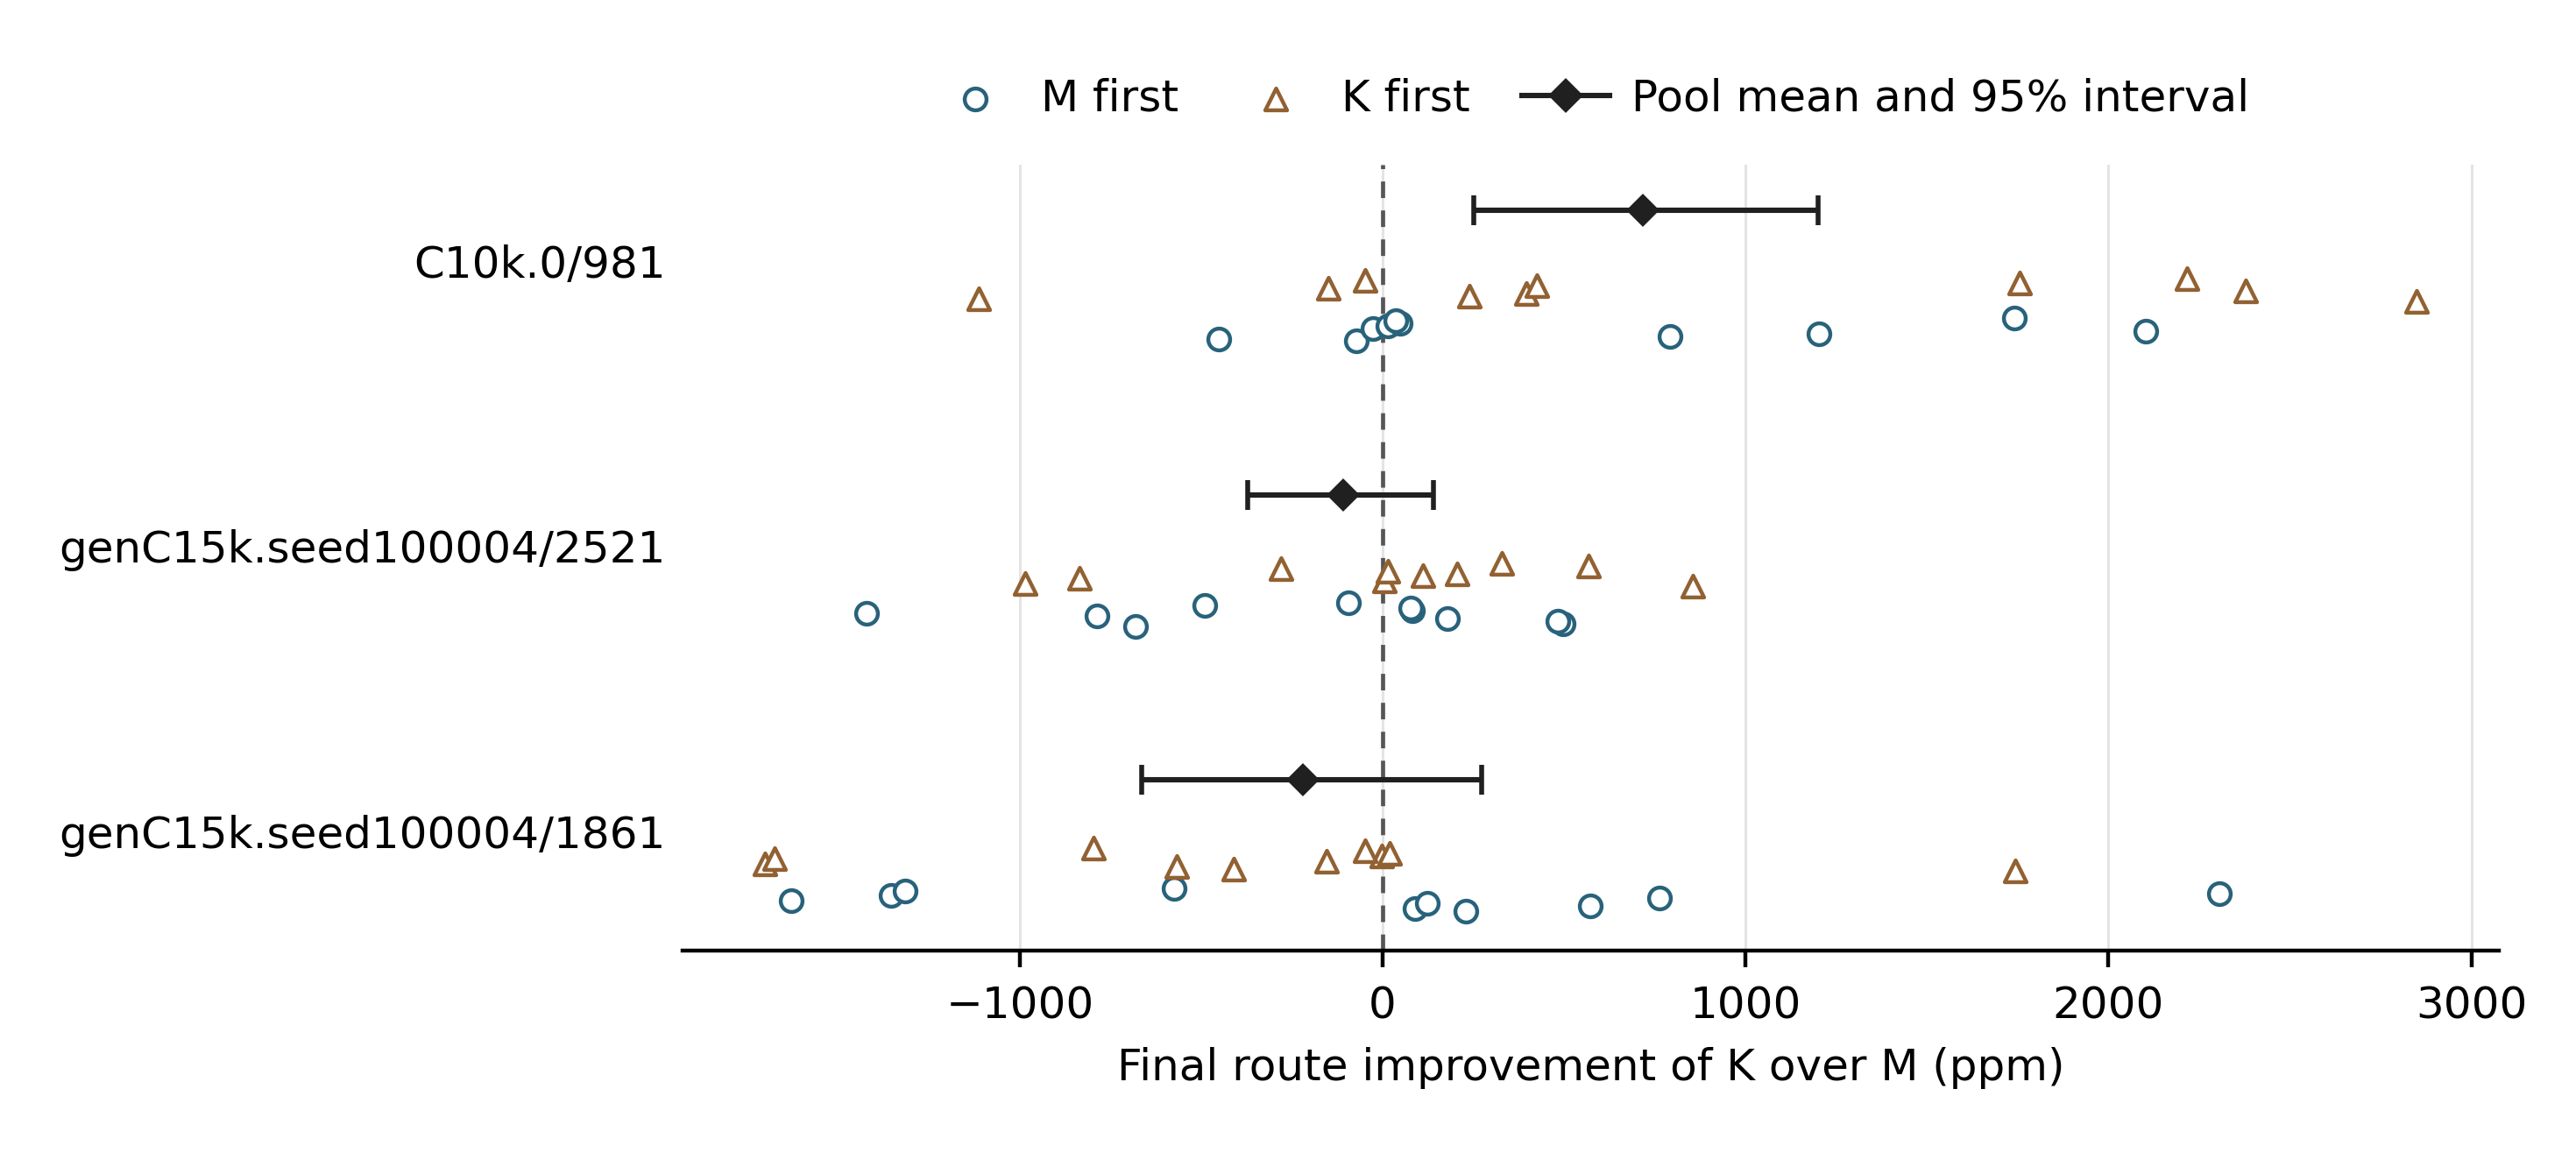 M first K first Pool mean and 95% interval
C10k.0/981
genC15k.seed100004/2521
genC15k.seed100004/1861
−1000 0 1000 2000 3000
Final route improvement of K over M (ppm)